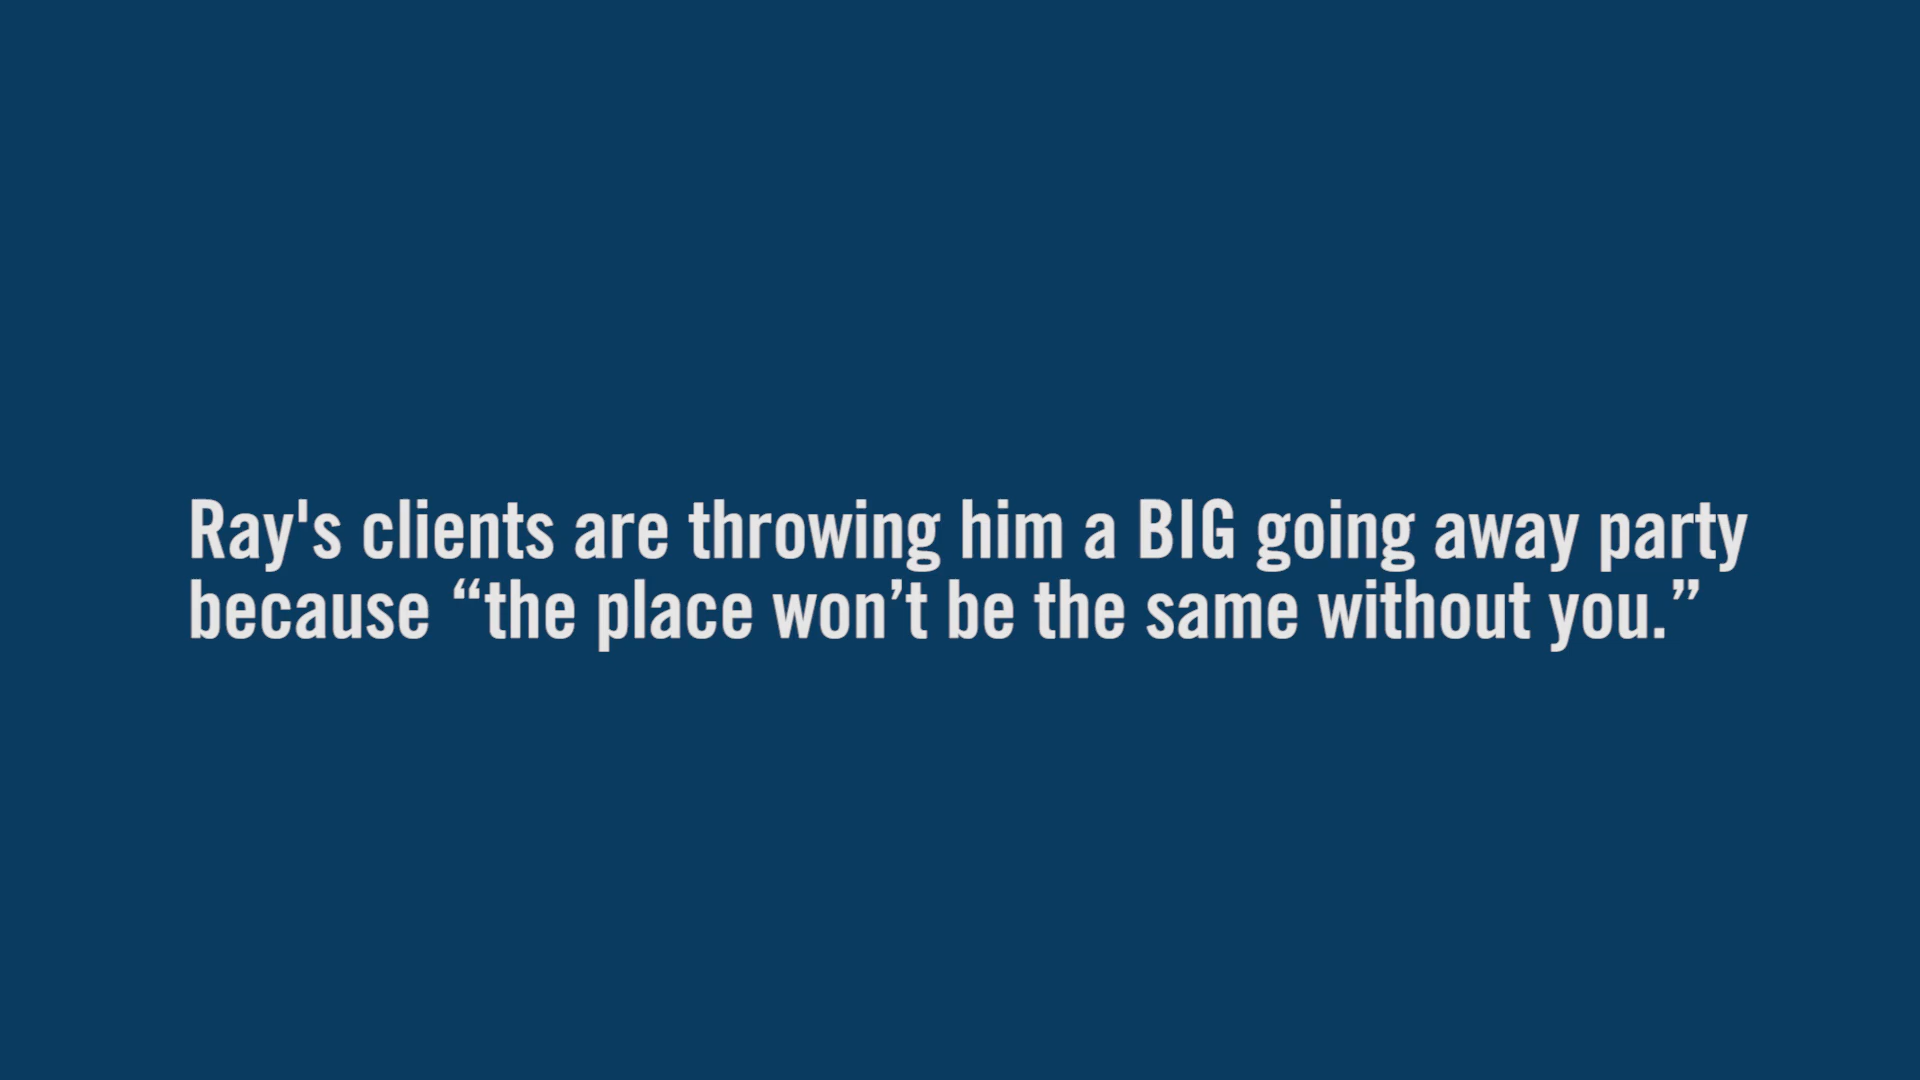 Ray's clients are throwing him a BIG going away party
because “the place won’t be the same without you.”